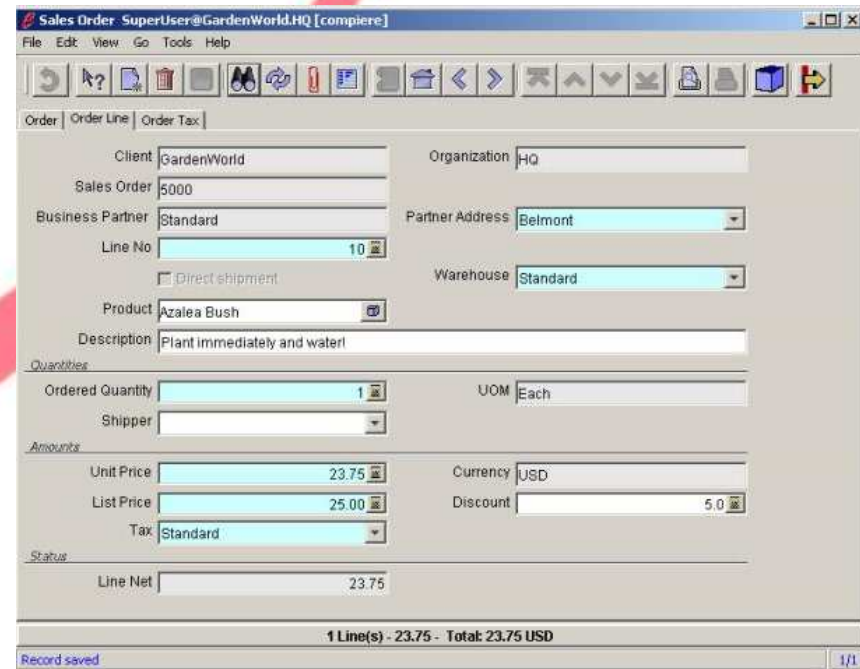 Sales Order SuperUser@GardenWorld.HQ [compiere]
File Edit View Go Tools Help
Order Order Line Order Tax
Client GardenWorld Organization HQ
Sales Order 5000
Business Partner Standard Partner Address Belmont
Line No 10
Direct shipment Warehouse Standard
Product Azalea Bush
Description Plant immediately and water!
Quantities
Ordered Quantity 1 UOM Each
Shipper
Amounts
Unit Price 23.75 Currency USD
List Price 25.00 Discount 5.0
Tax Standard
Status
Line Net 23.75
1 Line(s) - 23.75 - Total: 23.75 USD
Record saved 1/1